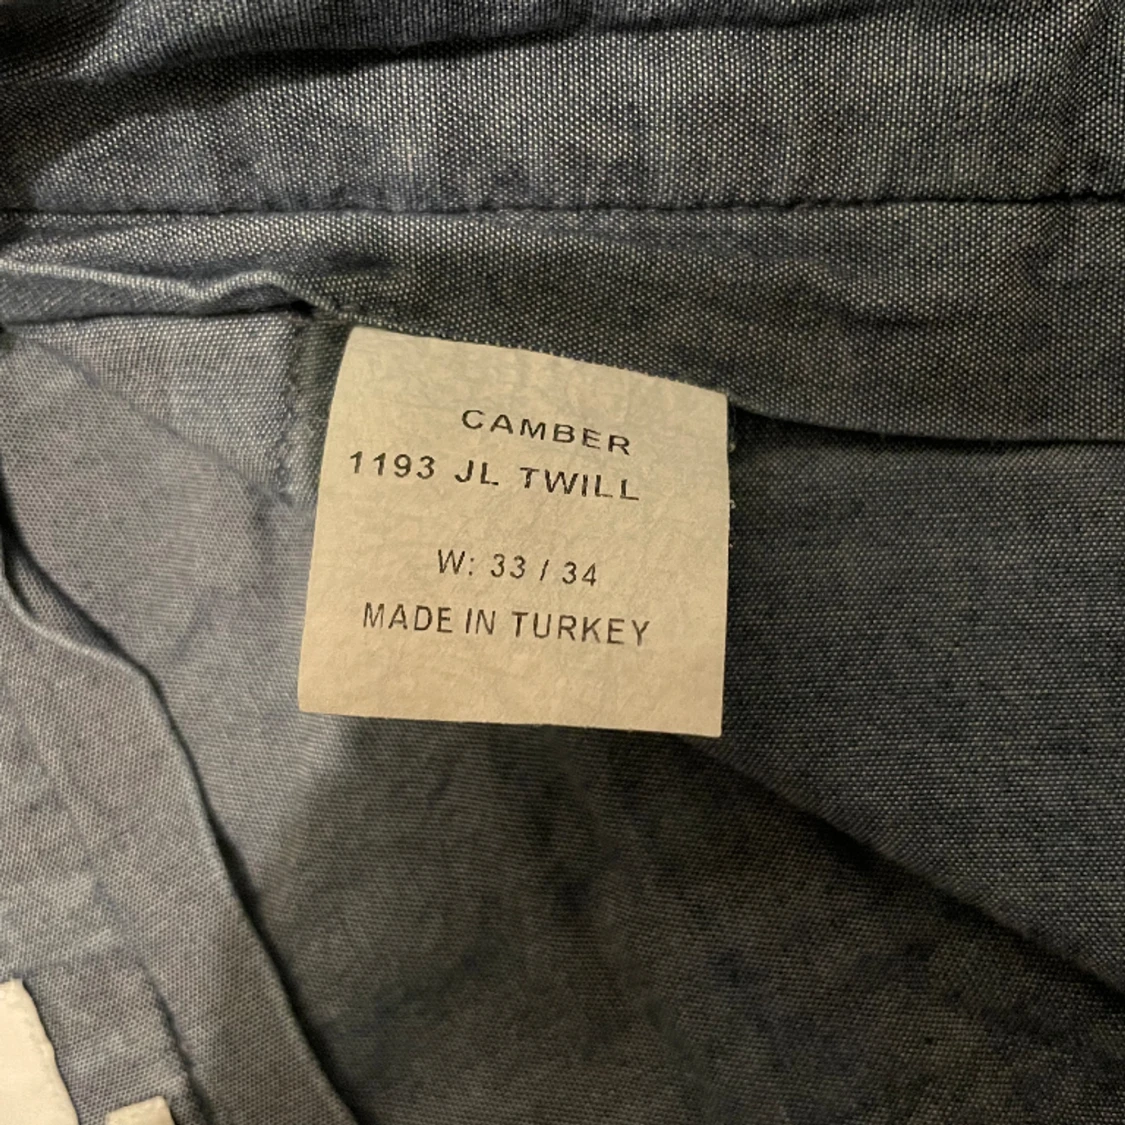 CAMBER
1193 JL TWILL
W: 33 / 34
MADE IN TURKEY